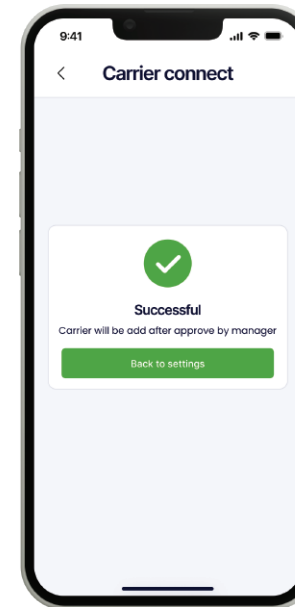 9:41
Carrier connect
Successful
Carrier will be add after approve by manager
Back to settings